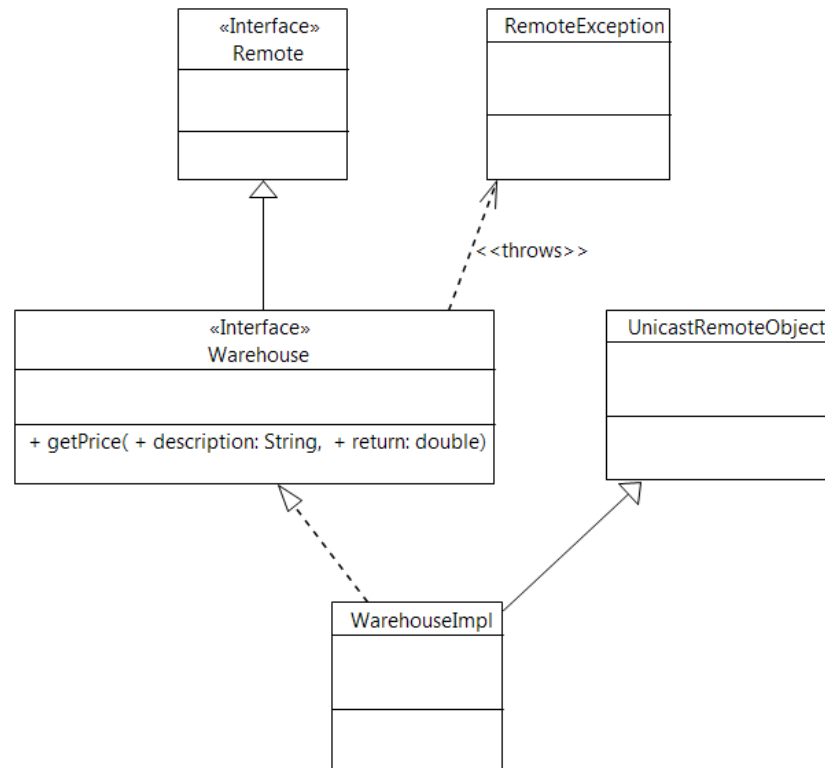 «Interface»
Remote
RemoteException
<<throws>>
«Interface»
Warehouse
+ getPrice( + description: String,  + return: double)
UnicastRemoteObject
WarehouseImpl